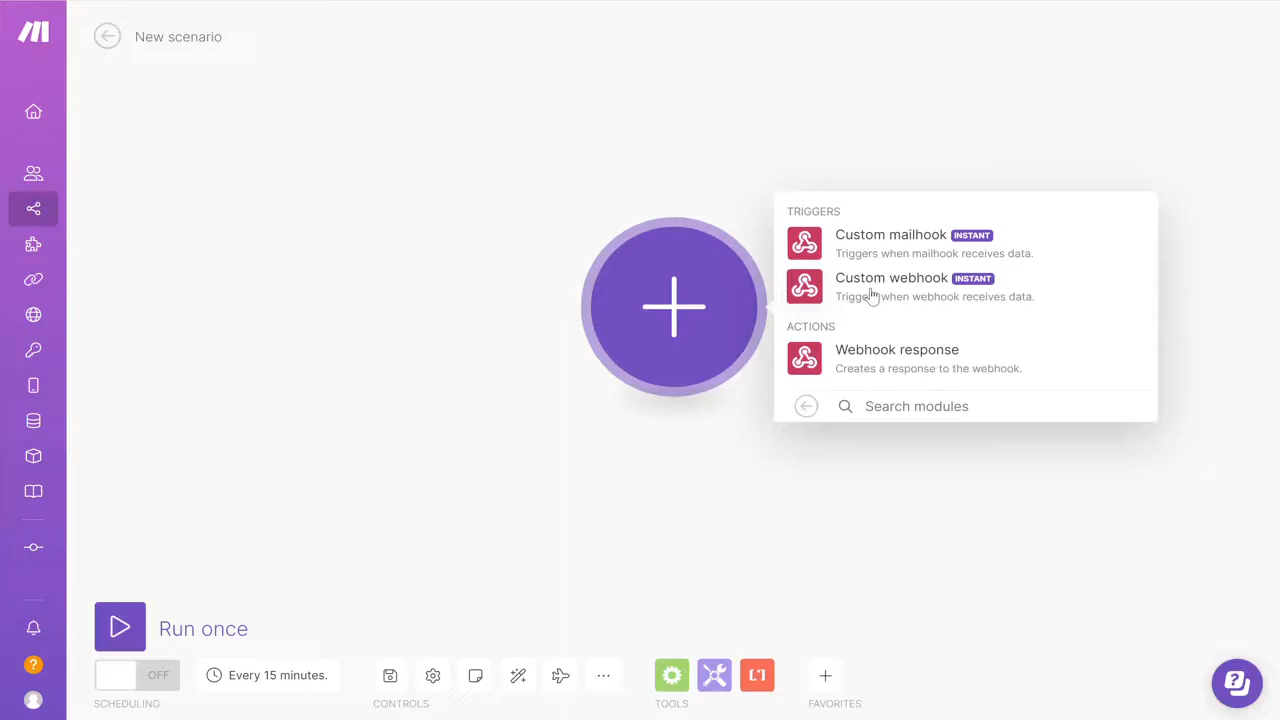 New scenario
TRIGGERS
Custom mailhook INSTANT
Triggers when mailhook receives data.
Custom webhook INSTANT
Triggers when webhook receives data.
ACTIONS
Webhook response
Creates a response to the webhook.
Search modules
Run once
OFF
Every 15 minutes.
SCHEDULING
CONTROLS
TOOLS
FAVORITES